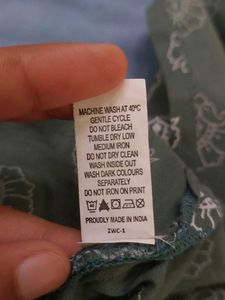 MACHINE WASH AT 40ºC
GENTLE CYCLE
DO NOT BLEACH
TUMBLE DRY LOW
MEDIUM IRON
DO NOT DRY CLEAN
WASH INSIDE OUT
WASH DARK COLOURS
SEPARATELY
DO NOT IRON ON PRINT
PROUDLY MADE IN INDIA
ZWC-1